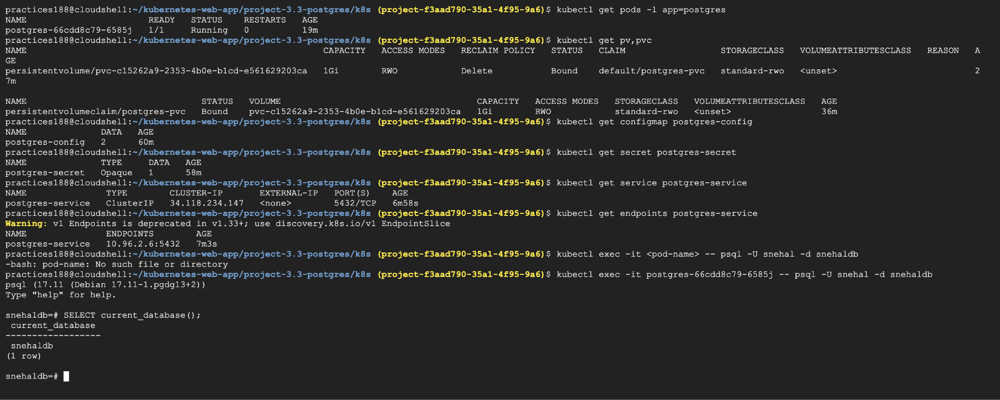 practices188@cloudshell:~/kubernetes-web-app/project-3.3-postgres/k8s (project-f3aad790-35a1-4f95-9a6)$ kubectl get pods -l app=postgres
NAME                       READY   STATUS    RESTARTS   AGE
postgres-66cdd8c79-6585j   1/1     Running   0          19m
practices188@cloudshell:~/kubernetes-web-app/project-3.3-postgres/k8s (project-f3aad790-35a1-4f95-9a6)$ kubectl get pv,pvc
NAME                                                        CAPACITY   ACCESS MODES   RECLAIM POLICY   STATUS   CLAIM                  STORAGECLASS   VOLUMEATTRIBUTESCLASS   REASON   A
GE
persistentvolume/pvc-c15262a9-2353-4b0e-b1cd-e561629203ca   1Gi        RWO            Delete           Bound    default/postgres-pvc   standard-rwo   <unset>                          2
7m

NAME                                 STATUS   VOLUME                                     CAPACITY   ACCESS MODES   STORAGECLASS   VOLUMEATTRIBUTESCLASS   AGE
persistentvolumeclaim/postgres-pvc   Bound    pvc-c15262a9-2353-4b0e-b1cd-e561629203ca   1Gi        RWO            standard-rwo   <unset>                 36m
practices188@cloudshell:~/kubernetes-web-app/project-3.3-postgres/k8s (project-f3aad790-35a1-4f95-9a6)$ kubectl get configmap postgres-config
NAME              DATA   AGE
postgres-config   2      60m
practices188@cloudshell:~/kubernetes-web-app/project-3.3-postgres/k8s (project-f3aad790-35a1-4f95-9a6)$ kubectl get secret postgres-secret
NAME              TYPE     DATA   AGE
postgres-secret   Opaque   1      58m
practices188@cloudshell:~/kubernetes-web-app/project-3.3-postgres/k8s (project-f3aad790-35a1-4f95-9a6)$ kubectl get service postgres-service
NAME               TYPE        CLUSTER-IP       EXTERNAL-IP   PORT(S)    AGE
postgres-service   ClusterIP   34.118.234.147   <none>        5432/TCP   6m58s
practices188@cloudshell:~/kubernetes-web-app/project-3.3-postgres/k8s (project-f3aad790-35a1-4f95-9a6)$ kubectl get endpoints postgres-service
Warning: v1 Endpoints is deprecated in v1.33+; use discovery.k8s.io/v1 EndpointSlice
NAME               ENDPOINTS        AGE
postgres-service   10.96.2.6:5432   7m3s
practices188@cloudshell:~/kubernetes-web-app/project-3.3-postgres/k8s (project-f3aad790-35a1-4f95-9a6)$ kubectl exec -it <pod-name> -- psql -U snehal -d snehaldb
-bash: pod-name: No such file or directory
practices188@cloudshell:~/kubernetes-web-app/project-3.3-postgres/k8s (project-f3aad790-35a1-4f95-9a6)$ kubectl exec -it postgres-66cdd8c79-6585j -- psql -U snehal -d snehaldb
psql (17.11 (Debian 17.11-1.pgdg13+2))
Type "help" for help.

snehaldb=# SELECT current_database();
 current_database
------------------
 snehaldb
(1 row)

snehaldb=#